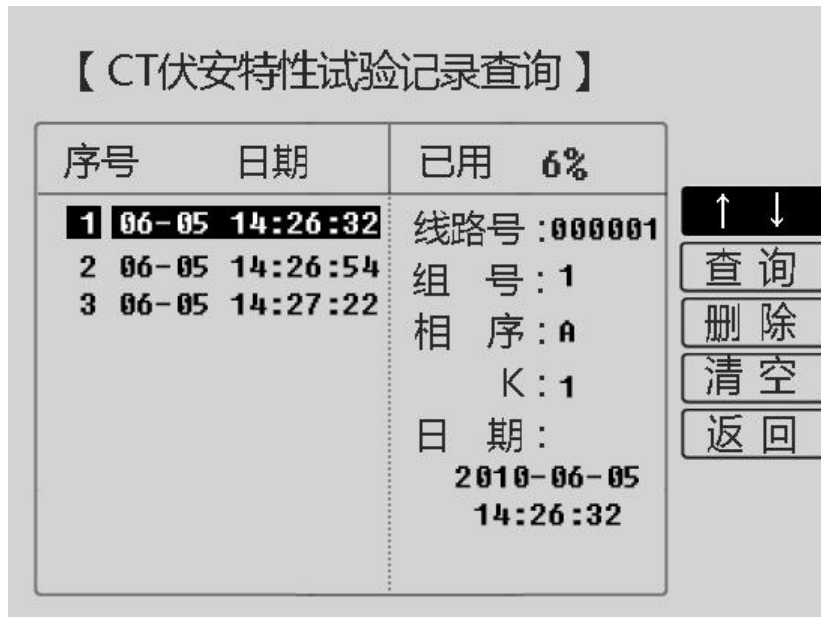 【 CT伏安特性试验记录查询 】
序号 日期
1 06-05 14:26:32
2 06-05 14:26:54
3 06-05 14:27:22
已用 6%
线路号:000001
组 号:1
相 序:A
K:1
日 期:
2010-06-05
14:26:32
↑ ↓
查 询
删 除
清 空
返 回